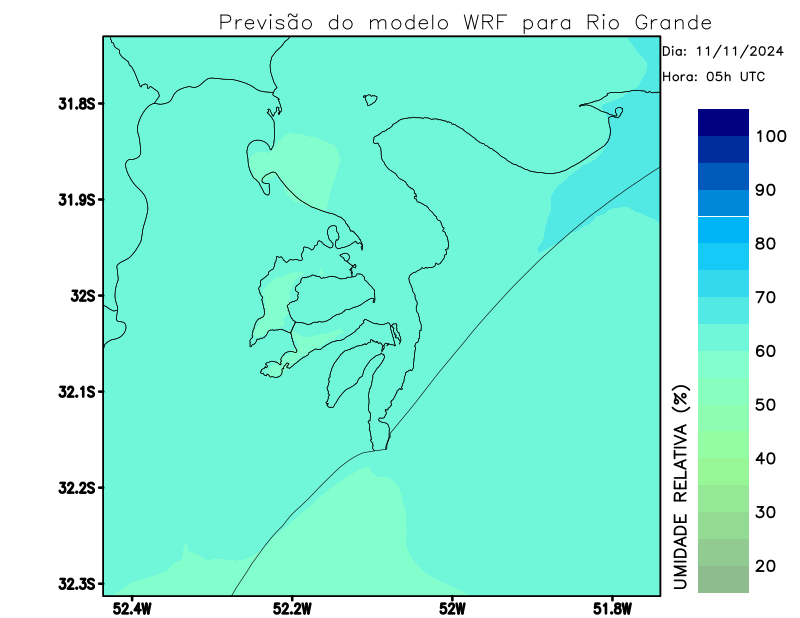 Previsão do modelo WRF para Rio Grande
Dia: 11/11/2024
Hora: 05h UTC
31.8S
31.9S
32S
32.1S
32.2S
32.3S
52.4W
52.2W
52W
51.8W
UMIDADE RELATIVA (%)
100
90
80
70
60
50
40
30
20